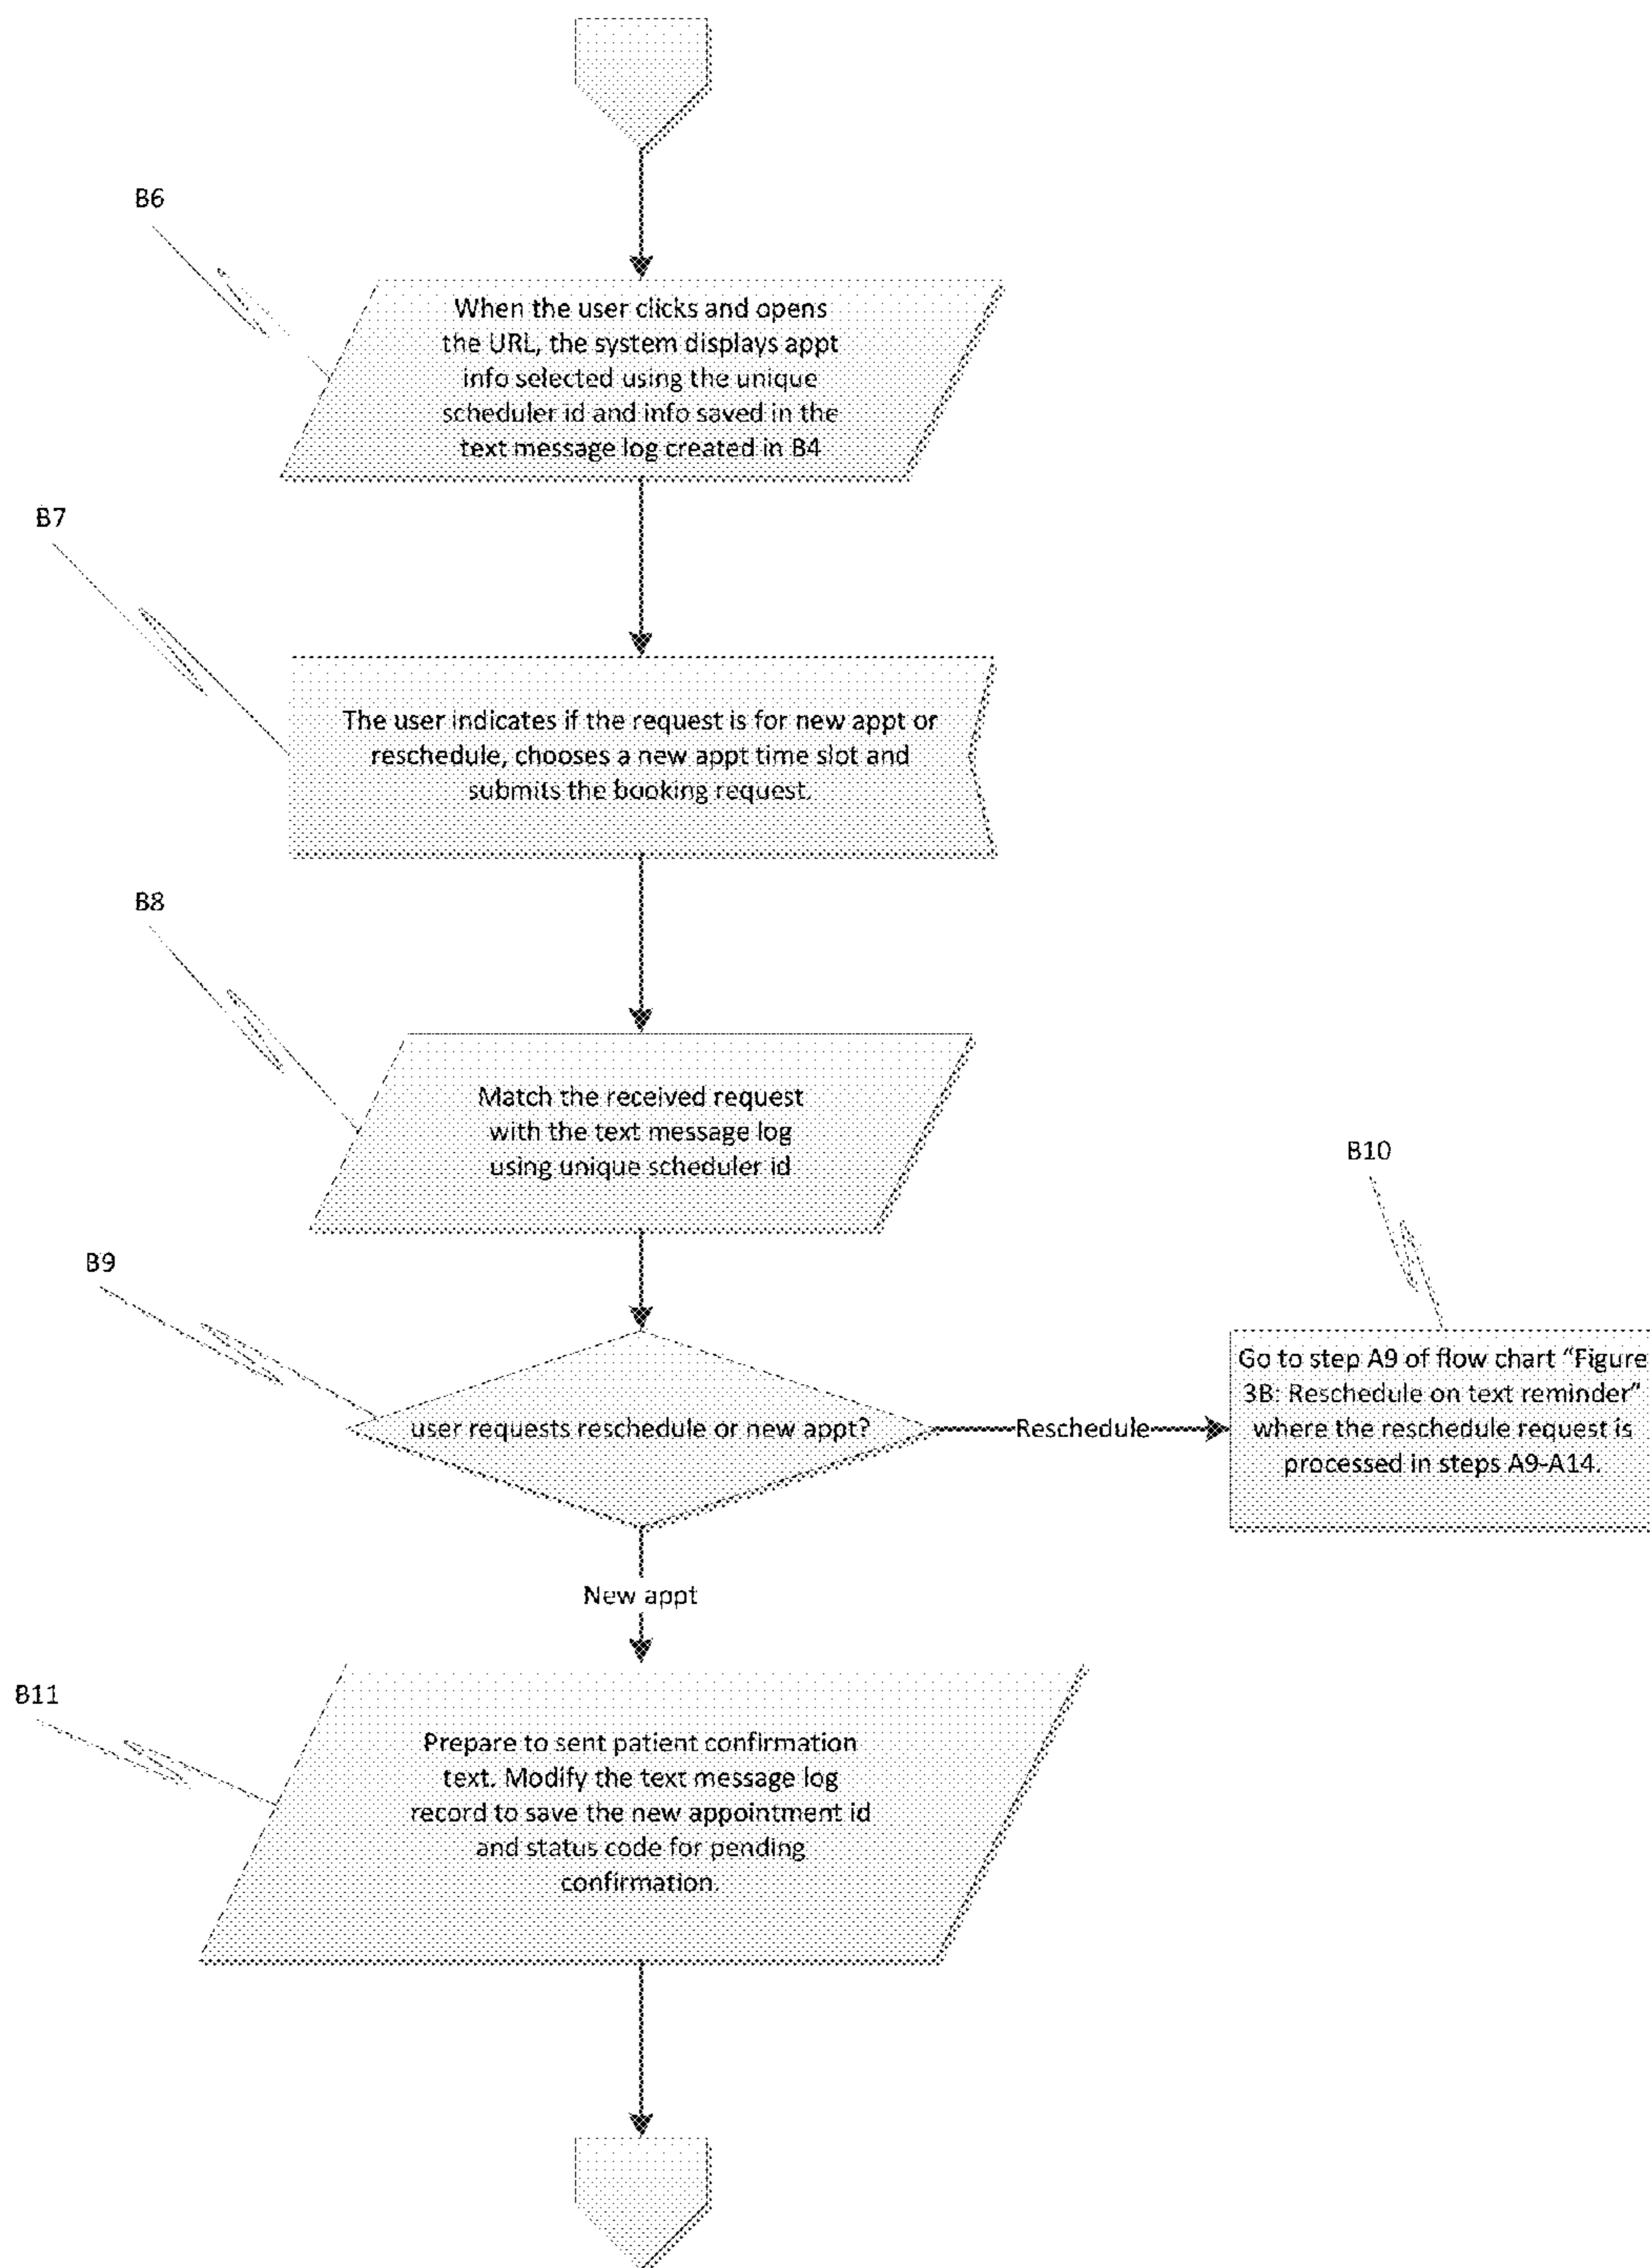 B6
When the user clicks and opens
the URL, the system displays appt
info selected using the unique
scheduler id and info saved in the
text message log created in B4
B7
The user indicates if the request is for new appt or
reschedule, chooses a new appt time slot and
submits the booking request.
B8
Match the received request
with the text message log
using unique scheduler id
B9
user requests reschedule or new appt?
Reschedule
B10
Go to step A9 of flow chart “Figure
3B: Reschedule on text reminder”
where the reschedule request is
processed in steps A9-A14.
New appt
B11
Prepare to sent patient confirmation
text. Modify the text message log
record to save the new appointment id
and status code for pending
confirmation.